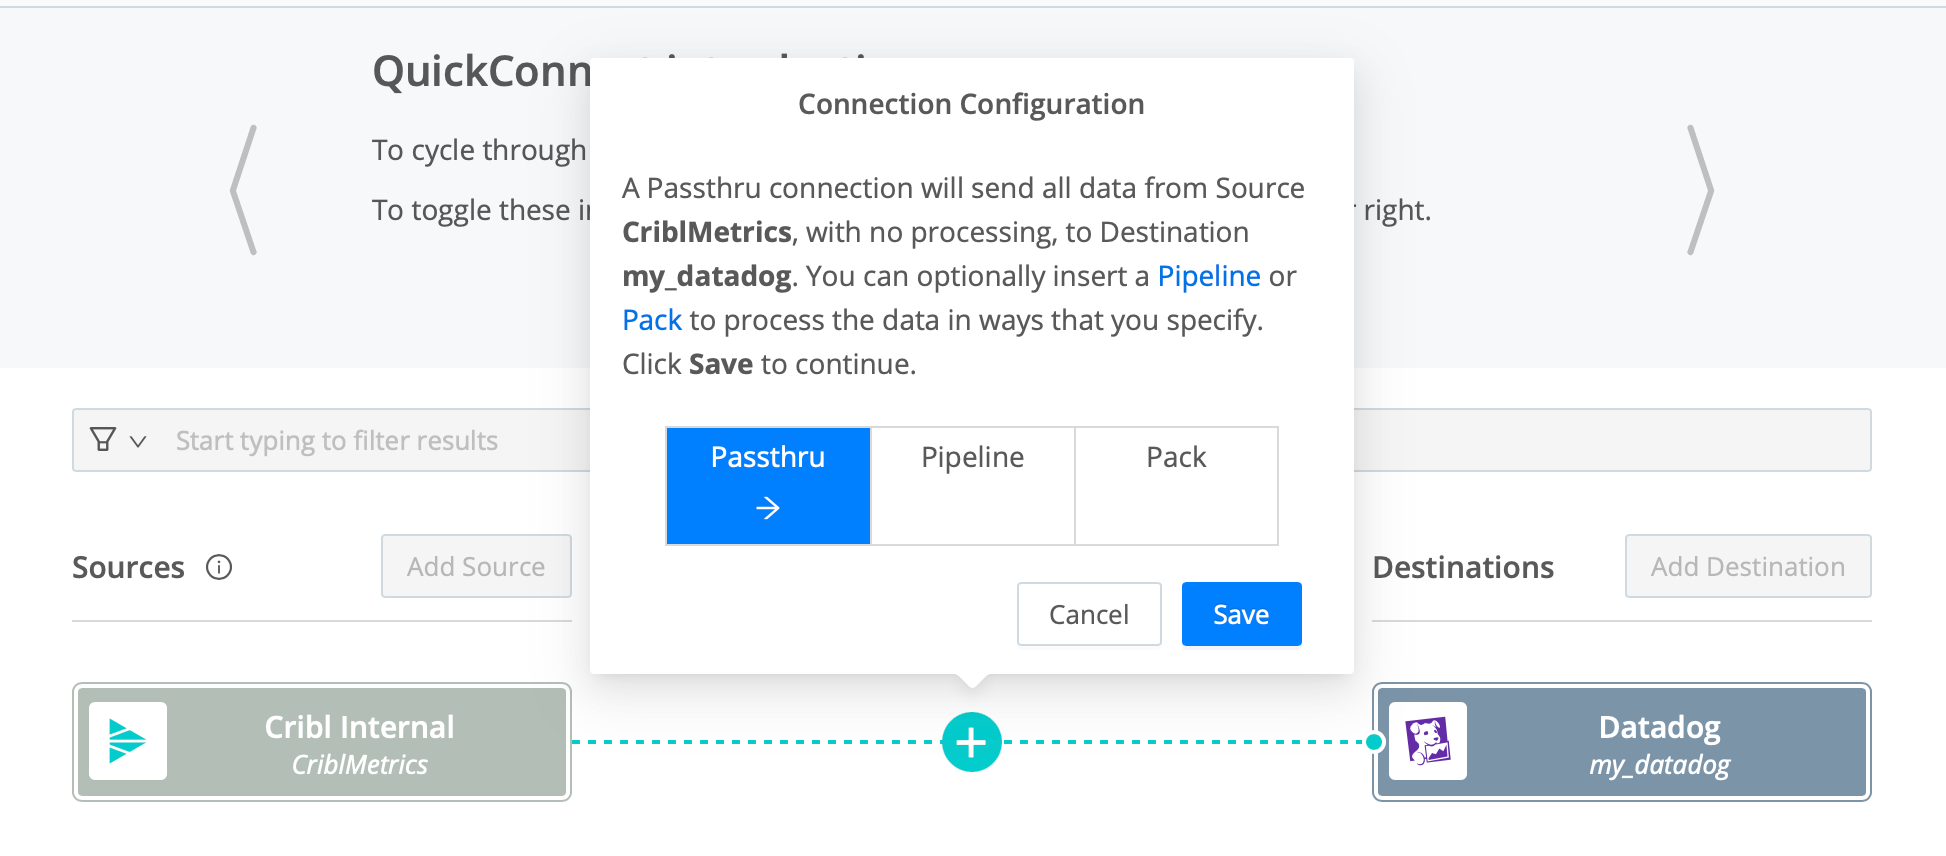 QuickConn
Connection Configuration
To cycle through
A Passthru connection will send all data from Source
CriblMetrics, with no processing, to Destination
my_datadog. You can optionally insert a Pipeline or
Pack to process the data in ways that you specify.
Click Save to continue.
To toggle these
right.
Start typing to filter results
Passthru
Pipeline
Pack
Sources
Add Source
Cancel
Save
Destinations
Add Destination
Cribl Internal
CriblMetrics
Datadog
my_datadog